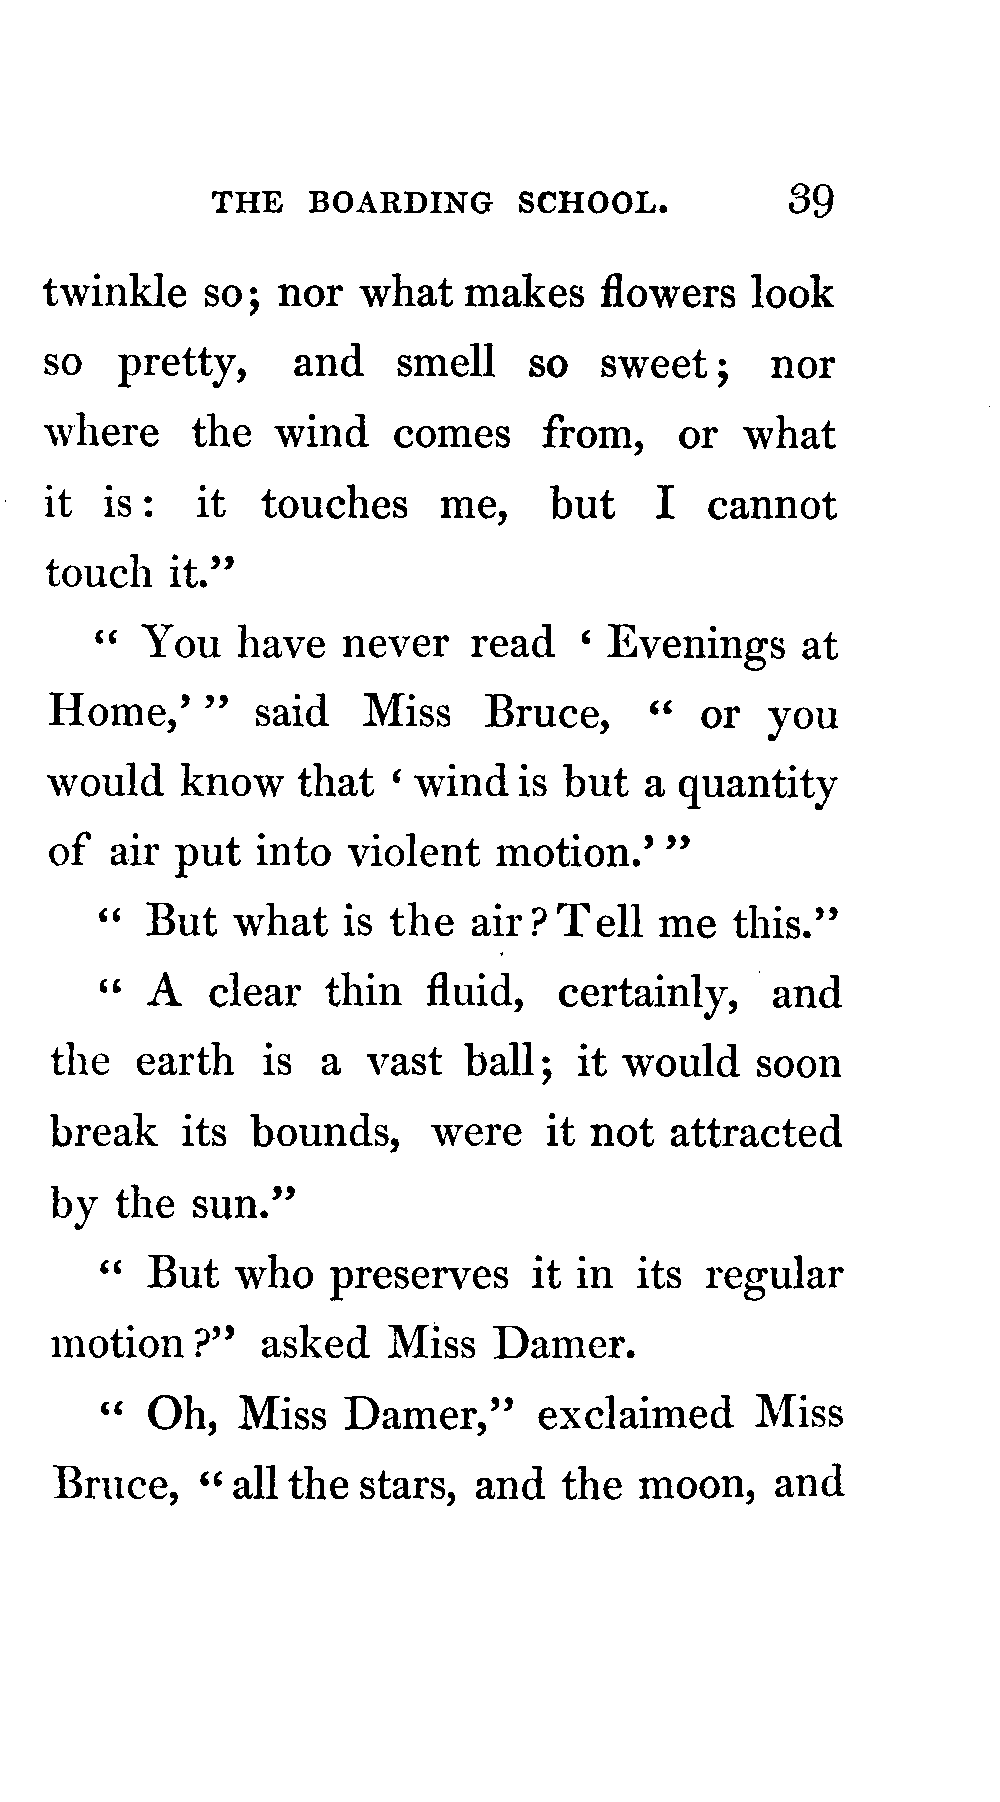 THE BOARDING SCHOOL. 39
twinkle so; nor what makes flowers look
so pretty, and smell so sweet; nor
where the wind comes from, or what
it is: it touches me, but I cannot
touch it."
" You have never read ' Evenings at
Home,' " said Miss Bruce, " or you
would know that ' wind is but a quantity
of air put into violent motion.' "
" But what is the air? Tell me this."
" A clear thin fluid, certainly, and
the earth is a vast ball; it would soon
break its bounds, were it not attracted
by the sun."
" But who preserves it in its regular
motion?" asked Miss Damer.
" Oh, Miss Damer," exclaimed Miss
Bruce, " all the stars, and the moon, and